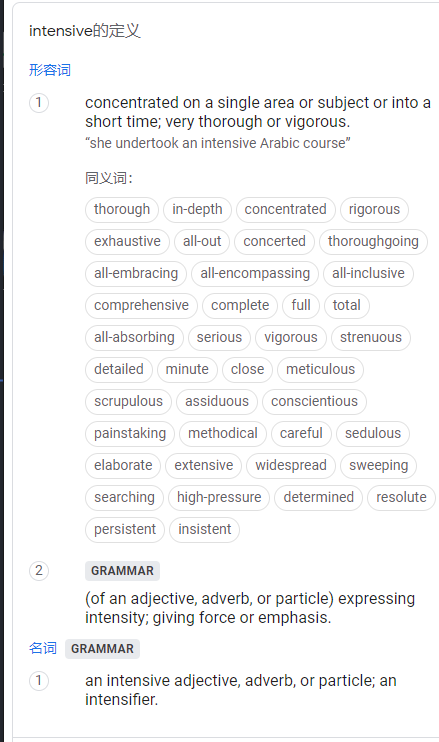 intensive的定义
形容词
1
concentrated on a single area or subject or into a
short time; very thorough or vigorous.
“she undertook an intensive Arabic course”
同义词：
thorough in-depth concentrated rigorous
exhaustive all-out concerted thoroughgoing
all-embracing all-encompassing all-inclusive
comprehensive complete full total
all-absorbing serious vigorous strenuous
detailed minute close meticulous
scrupulous assiduous conscientious
painstaking methodical careful sedulous
elaborate extensive widespread sweeping
searching high-pressure determined resolute
persistent insistent
2 GRAMMAR
(of an adjective, adverb, or particle) expressing
intensity; giving force or emphasis.
名词 GRAMMAR
1
an intensive adjective, adverb, or particle; an
intensifier.